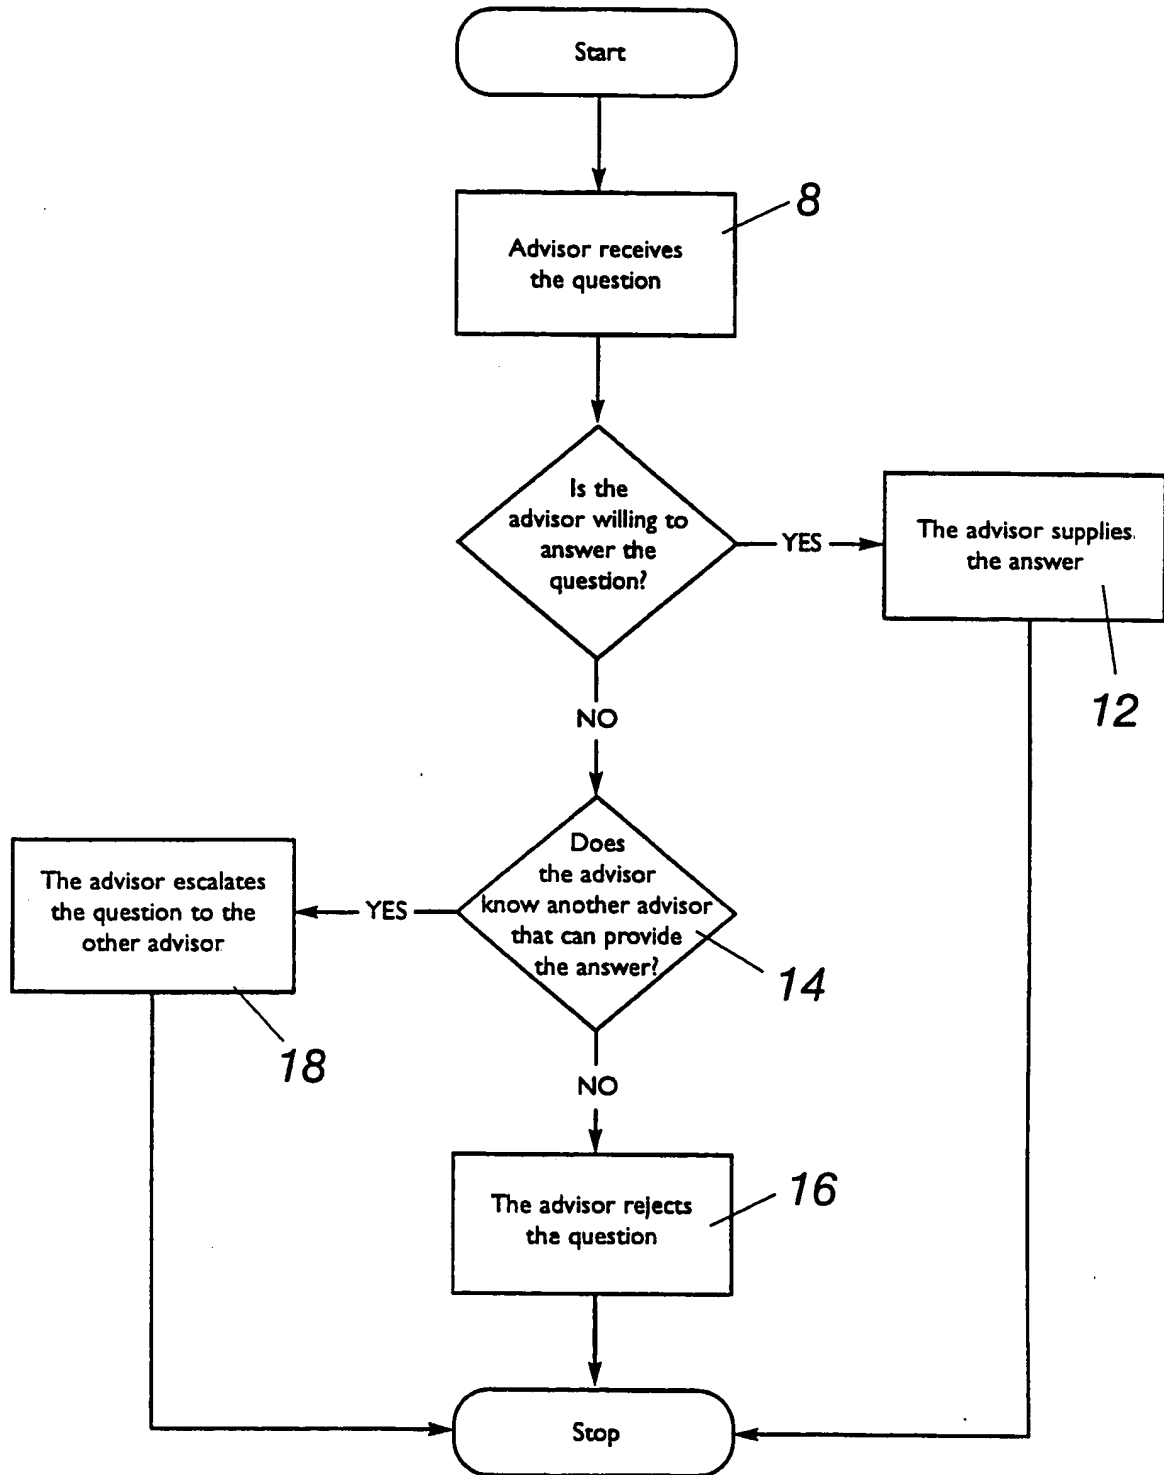 Start
8
Advisor receives
the question
Is the
advisor willing to
answer the
question?
YES
The advisor supplies
the answer
12
NO
Does
the advisor
know another advisor
that can provide
the answer?
14
YES
The advisor escalates
the question to the
other advisor
18
NO
The advisor rejects
the question
16
Stop